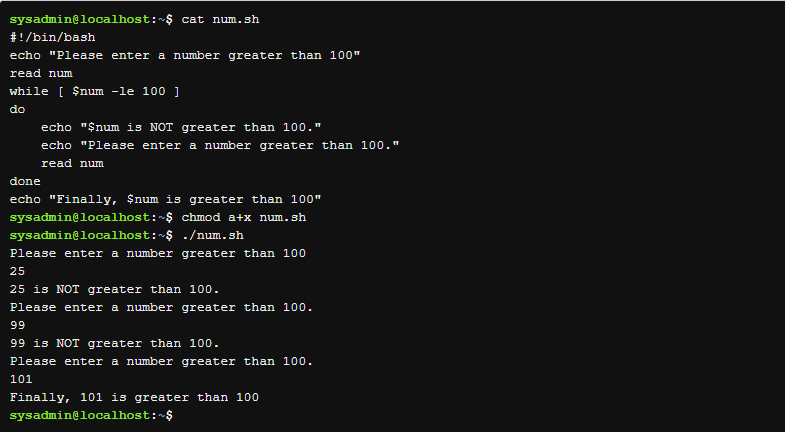 sysadmin@localhost:~$ cat num.sh
#!/bin/bash
echo "Please enter a number greater than 100"
read num
while [ $num -le 100 ]
do
    echo "$num is NOT greater than 100."
    echo "Please enter a number greater than 100."
    read num
done
echo "Finally, $num is greater than 100"
sysadmin@localhost:~$ chmod a+x num.sh
sysadmin@localhost:~$ ./num.sh
Please enter a number greater than 100
25
25 is NOT greater than 100.
Please enter a number greater than 100.
99
99 is NOT greater than 100.
Please enter a number greater than 100.
101
Finally, 101 is greater than 100
sysadmin@localhost:~$